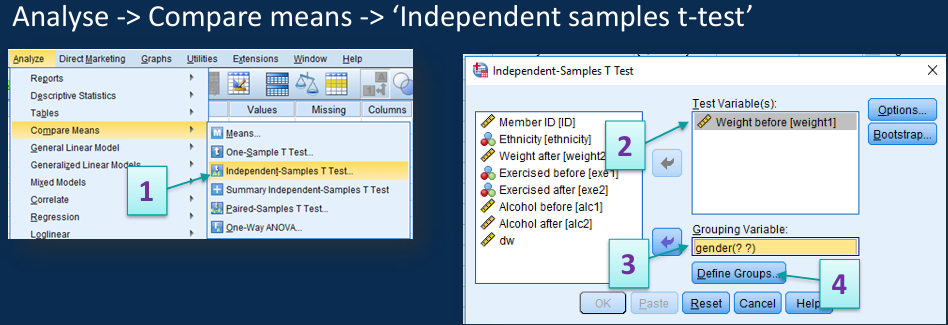 Analyse -> Compare means -> ‘Independent samples t-test’
Analyze Direct Marketing Graphs Utilities Extensions Window Help
Reports
Descriptive Statistics
Tables
Compare Means
General Linear Model
Generalized Linear Models
Mixed Models
Correlate
Regression
Loglinear
Values Missing Columns
Means...
One-Sample T Test...
Independent-Samples T Test...
Summary Independent-Samples T Test
Paired-Samples T Test...
One-Way ANOVA...
1
Independent-Samples T Test
Member ID [ID]
Ethnicity [ethnicity]
Weight after [weight2
Exercised before [exe1]
Exercised after [exe2]
Alcohol before [alc1]
Alcohol after [alc2]
dw
2
Test Variable(s):
Weight before [weight1]
Options...
Bootstrap...
3
Grouping Variable:
gender(? ?)
Define Groups...
4
OK Paste Reset Cancel Help